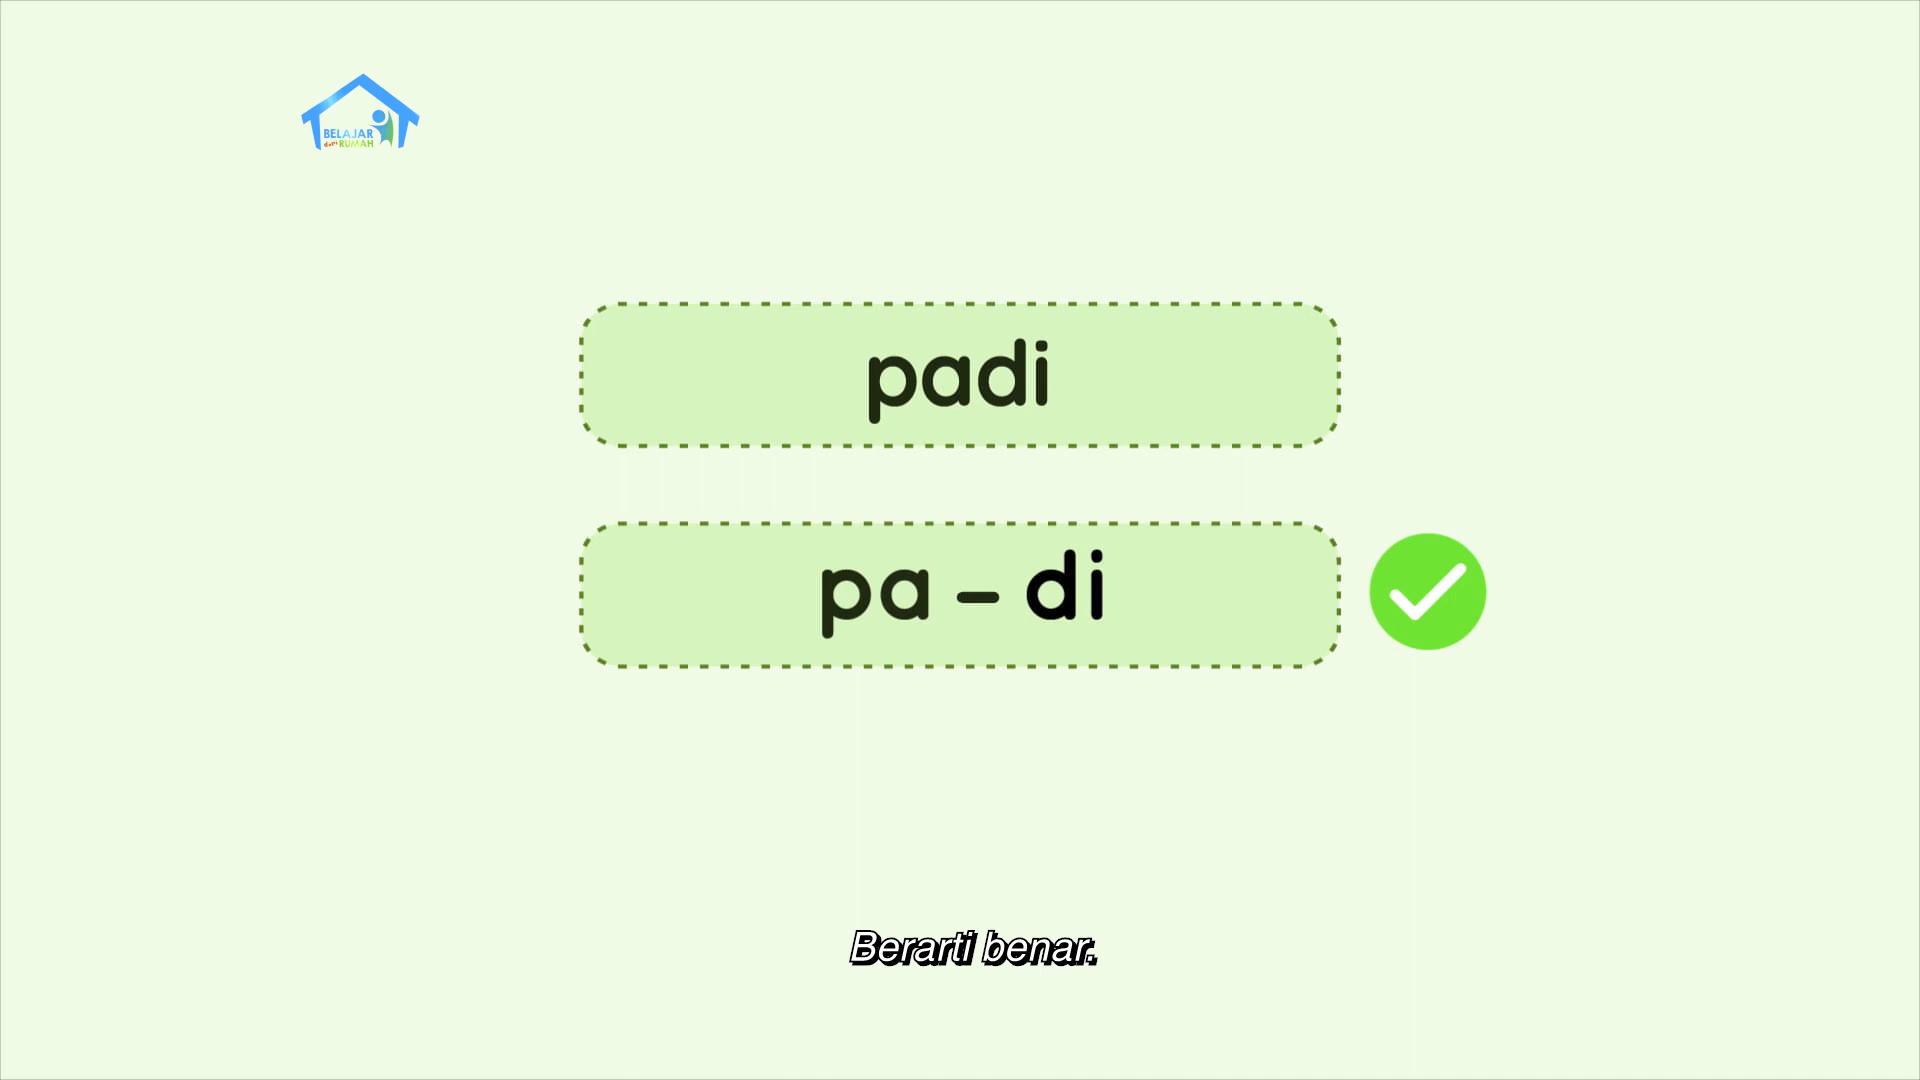 BELAJAR
dari RUMAH
padi
pa – di
Berarti benar.